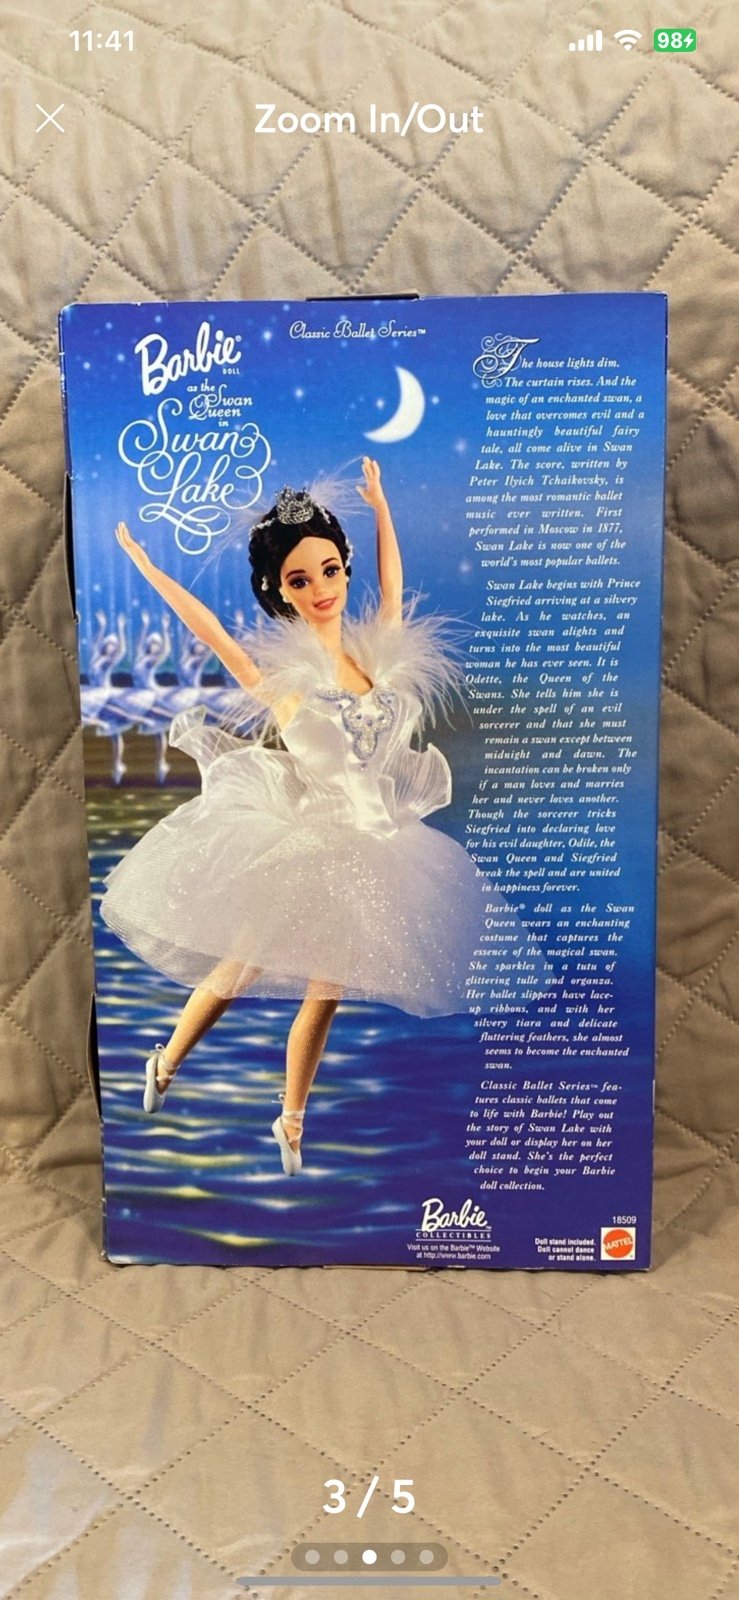 11:41
98
Zoom In/Out
Barbie®
DOLL
as the Swan
Queen
in
Swan
Lake
Classic Ballet Series™
The house lights dim.
The curtain rises. And the
magic of an enchanted swan, a
love that overcomes evil and a
hauntingly beautiful fairy
tale, all come alive in Swan
Lake. The score, written by
Peter Ilyich Tchaikovsky, is
among the most romantic ballet
music ever written. First
performed in Moscow in 1877,
Swan Lake is now one of the
world's most popular ballets.
Swan Lake begins with Prince
Siegfried arriving at a silvery
lake. As he watches, an
exquisite swan alights and
turns into the most beautiful
woman he has ever seen. It is
Odette, the Queen of the
Swans. She tells him she is
under the spell of an evil
sorcerer and that she must
remain a swan except between
midnight and dawn. The
incantation can be broken only
if a man loves and marries
her and never loves another.
Though the sorcerer tricks
Siegfried into declaring love
for his evil daughter, Odile, the
Swan Queen and Siegfried
break the spell and are united
in happiness forever.
Barbie® doll as the Swan
Queen wears an enchanting
costume that captures the
essence of the magical swan.
She sparkles in a tutu of
glittering tulle and organza.
Her ballet slippers have lace-
up ribbons, and with her
silvery tiara and delicate
fluttering feathers, she almost
seems to become the enchanted
swan.
Classic Ballet Series™ fea-
tures classic ballets that come
to life with Barbie! Play out
the story of Swan Lake with
your doll or display her on her
doll stand. She's the perfect
choice to begin your Barbie
doll collection.
Barbie™
COLLECTIBLES
Visit us on the Barbie™ Website
at http://www.barbie.com
18509
Doll stand included.
Doll cannot dance
or stand alone.
MATTEL
3 / 5